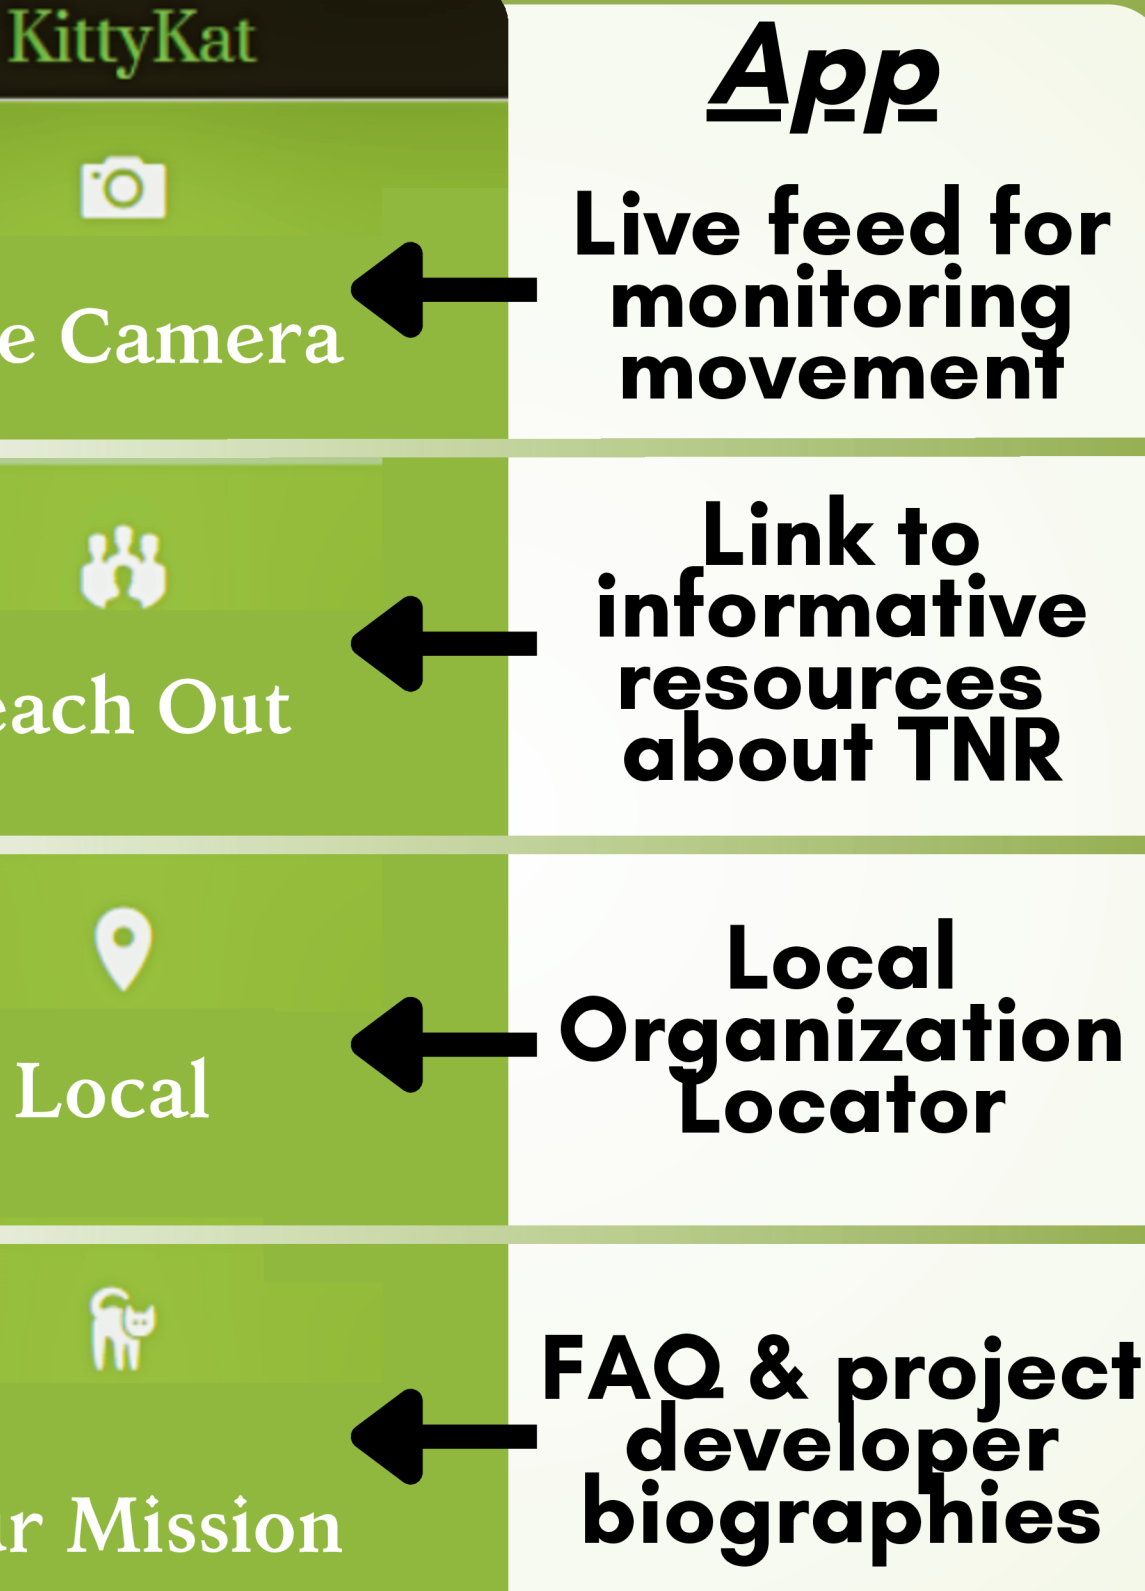 KittyKat
App
Live feed for
monitoring
movement
e Camera
Link to
informative
resources
about TNR
each Out
Local
Organization
Locator
Local
FAQ & project
developer
biographies
r Mission